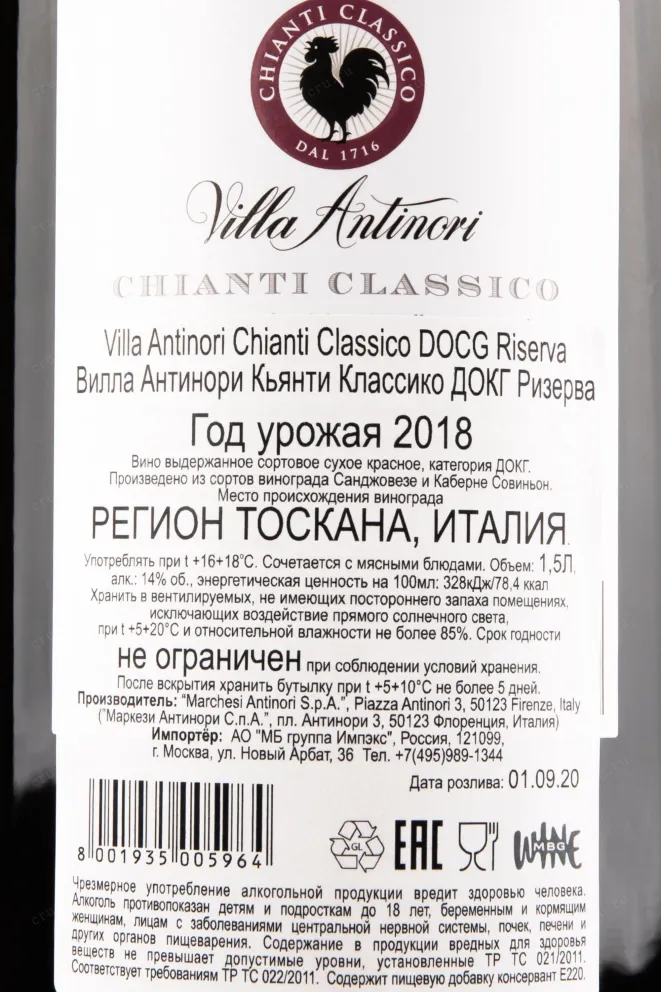 CHIANTI CLASSICO
DAL 1716
Villa Antinori
CHIANTI CLASSICO
Villa Antinori Chianti Classico DOCG Riserva
Вилла Антинори Кьянти Классико ДОКГ Ризерва
Год урожая 2018
Вино выдержанное сортовое сухое красное, категория ДОКГ.
Произведено из сортов винограда Санджовезе и Каберне Совиньон.
Место происхождения винограда
РЕГИОН ТОСКАНА, ИТАЛИЯ.
Употреблять при t +16+18°С. Сочетается с мясными блюдами. Объем: 1,5Л,
алк.: 14% об., энергетическая ценность на 100мл: 328кДж/78,4 ккал
Хранить в вентилируемых, не имеющих постороннего запаха помещениях,
исключающих воздействие прямого солнечного света,
при t +5+20°С и относительной влажности не более 85%. Срок годности
не ограничен при соблюдении условий хранения.
После вскрытия хранить бутылку при t +5+10°С не более 5 дней.
Производитель: "Marchesi Antinori S.p.A.", Piazza Antinori 3, 50123 Firenze, Italy
("Маркези Антинори С.п.А.", пл. Антинори 3, 50123 Флоренция, Италия)
Импортёр: АО "МБ группа Импэкс", Россия, 121099,
г. Москва, ул. Новый Арбат, 36 Тел. +7(495)989-1344
Дата розлива: 01.09.20
8 001935 005964
GL
EAC
WINE
MBG
Чрезмерное употребление алкогольной продукции вредит здоровью человека.
Алкоголь противопоказан детям и подросткам до 18 лет, беременным и кормящим
женщинам, лицам с заболеваниями центральной нервной системы, почек, печени и
других органов пищеварения. Содержание в продукции вредных для здоровья
веществ не превышает допустимые уровни, установленные ТР ТС 021/2011.
Соответствует требованиям ТР ТС 022/2011. Содержит пищевую добавку консервант Е220.